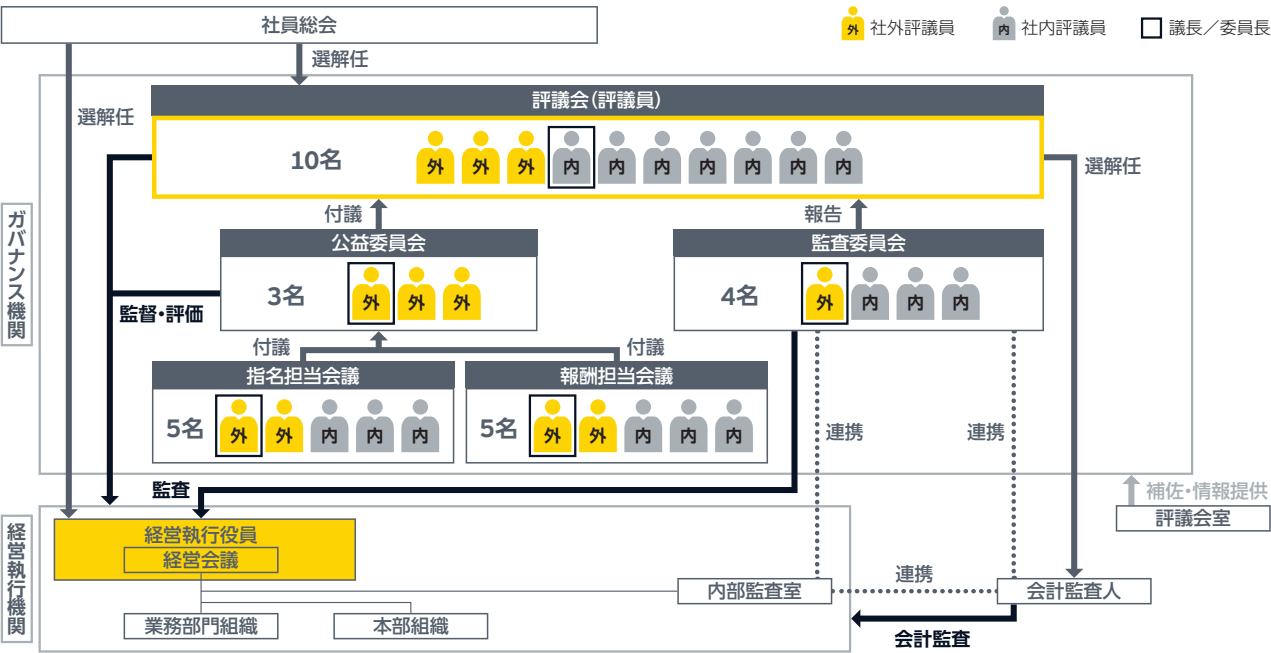 社員総会
外 社外評議員
内 社内評議員
議長／委員長
選解任
選解任
評議会(評議員)
10名
外 外 外 内 内 内 内 内 内 内
選解任
ガバナンス機関
付議
報告
公益委員会
3名
外 外 外
監査委員会
4名
外 内 内 内
監督・評価
付議
付議
指名担当会議
5名
外 外 内 内 内
報酬担当会議
5名
外 外 内 内 内
連携
連携
監査
補佐・情報提供
評議会室
経営執行機関
経営執行役員
経営会議
連携
内部監査室
会計監査人
業務部門組織
本部組織
会計監査